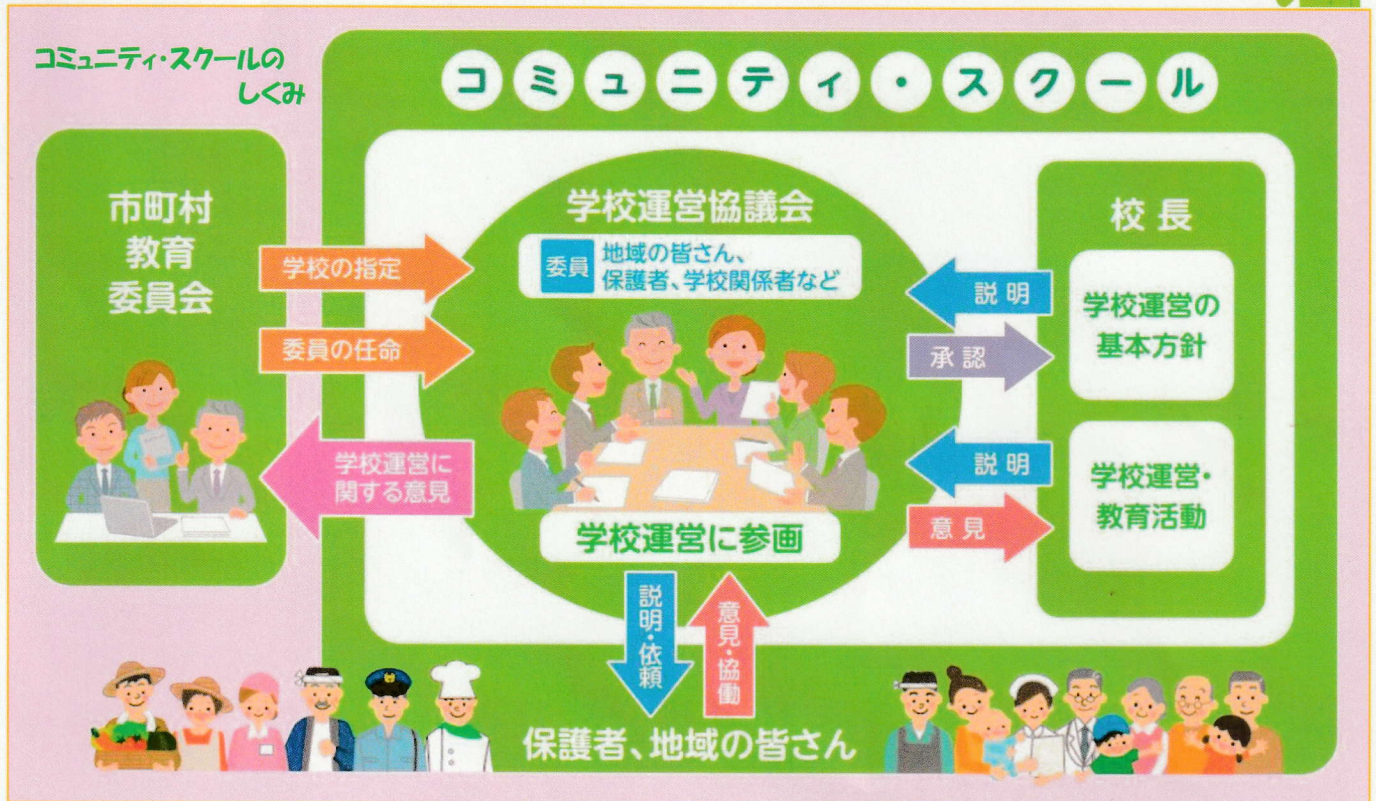 コミュニティ・スクールの
しくみ
コミュニティ・スクール
市町村
教育
委員会
学校の指定
委員の任命
学校運営に
関する意見
学校運営協議会
委員
地域の皆さん、
保護者、学校関係者など
学校運営に参画
説明
承認
説明
意見
校長
学校運営の
基本方針
学校運営・
教育活動
説明・依頼
意見・協働
保護者、地域の皆さん